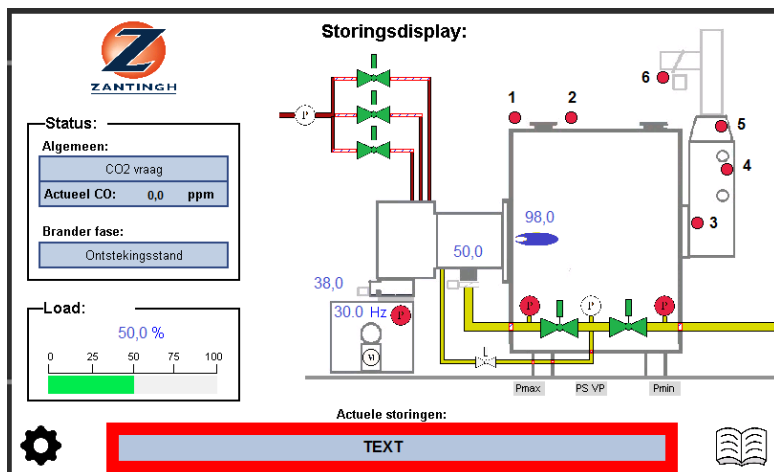 Storingsdisplay:
Z
ZANTINGH
Status:
Algemeen:
CO2 vraag
Actueel CO: 0,0 ppm
Brander fase:
Ontstekingsstand
Load:
50,0 %
0 25 50 75 100
P
1
2
6
5
4
3
98,0
50,0
38,0
30.0 Hz
P
M
L
P
P
P
Pmax
PS VP
Pmin
Actuele storingen:
TEXT